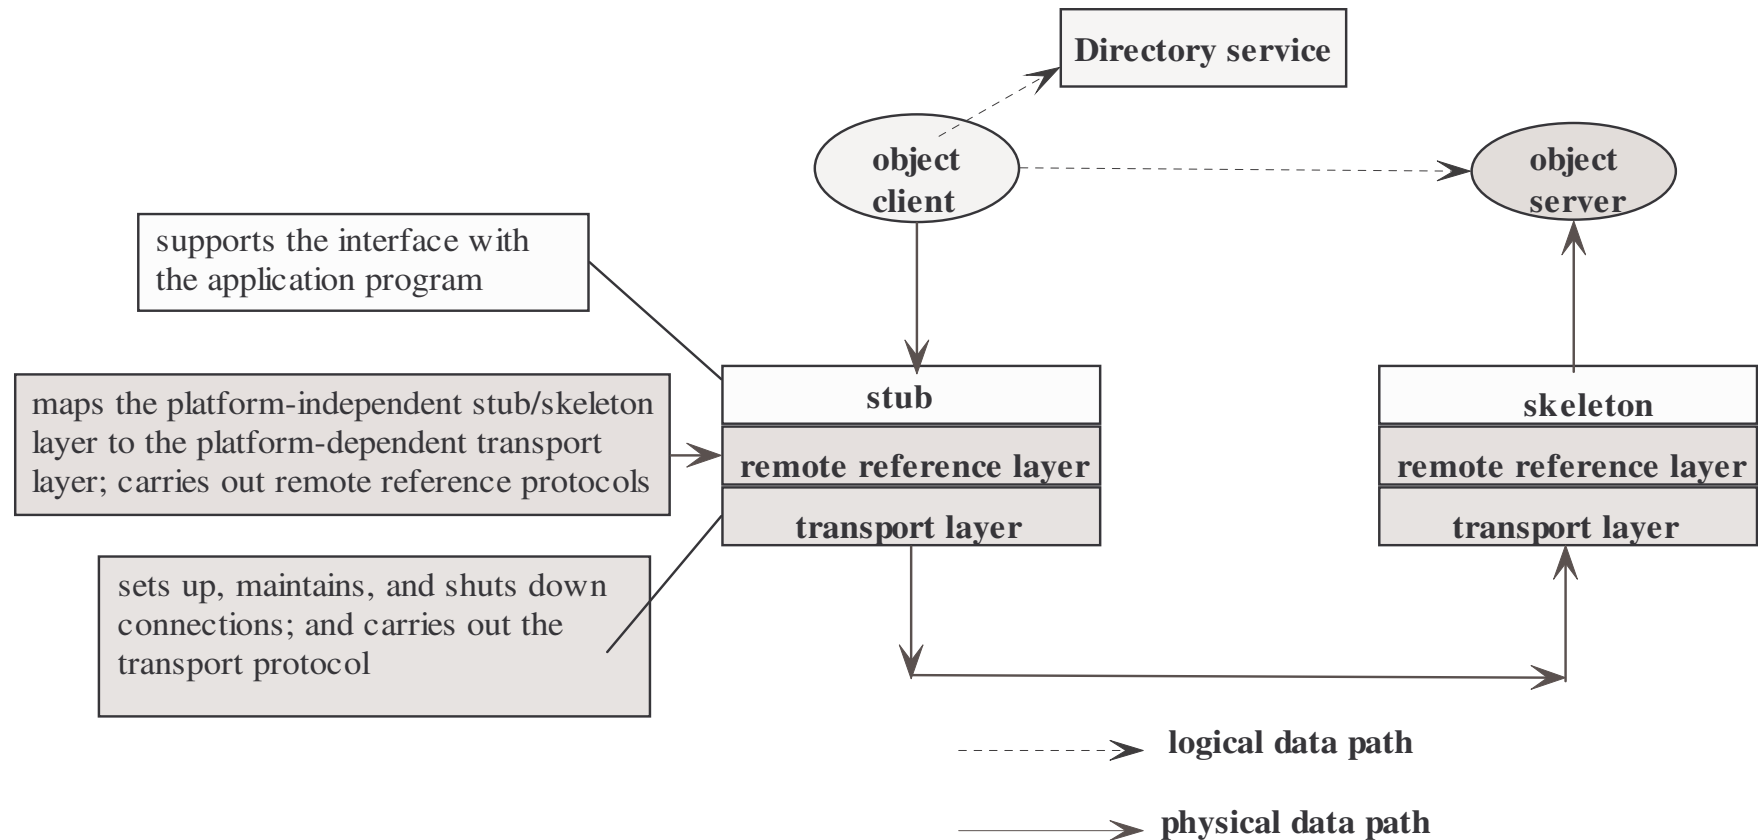 Directory service
object
client
object
server
supports the interface with
the application program
maps the platform-independent stub/skeleton
layer to the platform-dependent transport
layer; carries out remote reference protocols
sets up, maintains, and shuts down
connections; and carries out the
transport protocol
stub
remote reference layer
transport layer
skeleton
remote reference layer
transport layer
logical data path
physical data path